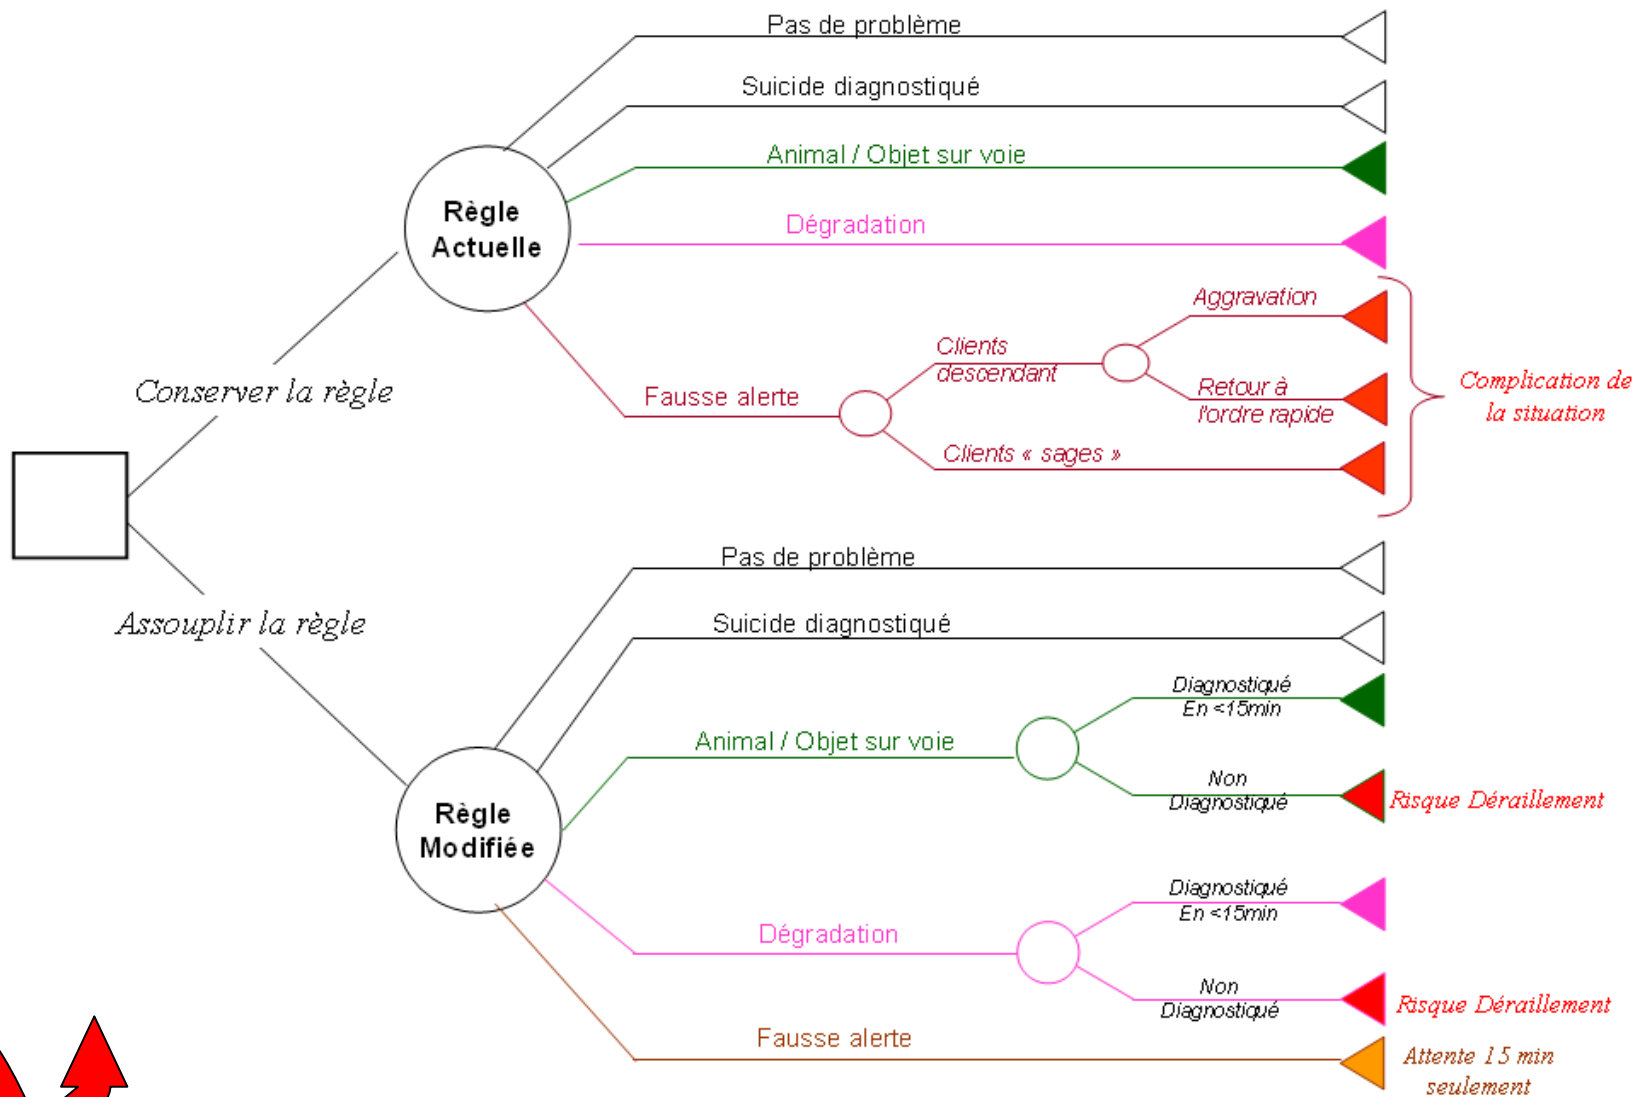 Pas de problème
Suicide diagnostiqué
Animal / Objet sur voie
Règle
Actuelle
Dégradation
Aggravation
Clients
descendant
Retour à
l'ordre rapide
Complication de
la situation
Conserver la règle
Fausse alerte
Clients « sages »
Pas de problème
Suicide diagnostiqué
Assouplir la règle
Diagnostiqué
En <15min
Animal / Objet sur voie
Non
Diagnostiqué
Risque Déraillement
Règle
Modifiée
Diagnostiqué
En <15min
Dégradation
Non
Diagnostiqué
Risque Déraillement
Fausse alerte
Attente 15 min
seulement